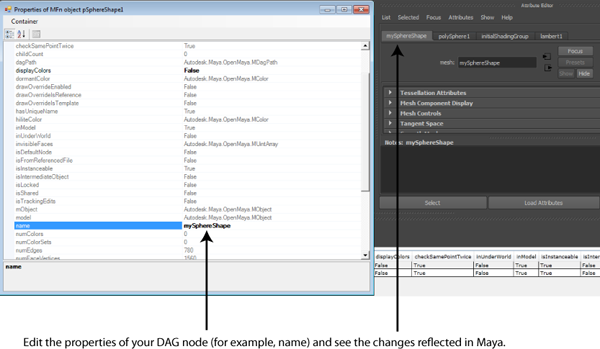 Properties of MFn object pSphereShape1
Container
checkSamePointTwice True
childCount 0
dagPath Autodesk.Maya.OpenMaya.MDagPath
displayColors False
dormantColor Autodesk.Maya.OpenMaya.MColor
drawOverrideEnabled False
drawOverrideIsReference False
drawOverrideIsTemplate False
hasUniqueName True
hiliteColor Autodesk.Maya.OpenMaya.MColor
inModel True
inUnderWorld False
invisibleFaces Autodesk.Maya.OpenMaya.MUintArray
isDefaultNode False
isFromReferencedFile False
isInstanceable True
isIntermediateObject False
isLocked False
isShared False
isTrackingEdits False
mObject Autodesk.Maya.OpenMaya.MObject
model Autodesk.Maya.OpenMaya.MObject
name mySphereShape
numColors 0
numColorSets 0
numEdges 780
numFaceVertices 1560
name
Attribute Editor
List Selected Focus Attributes Show Help
mySphereShape polySphere1 initialShadingGroup lambert1
Focus
mesh: mySphereShape
Presets
Show Hide
Tessellation Attributes
Mesh Component Display
Mesh Controls
Tangent Space
Notes: mySphereShape
Select Load Attributes
displayColors checkSamePointTwice inUnderWorld inModel isInstanceable isInter
False True False True True False
False True False True True False
Edit the properties of your DAG node (for example, name) and see the changes reflected in Maya.